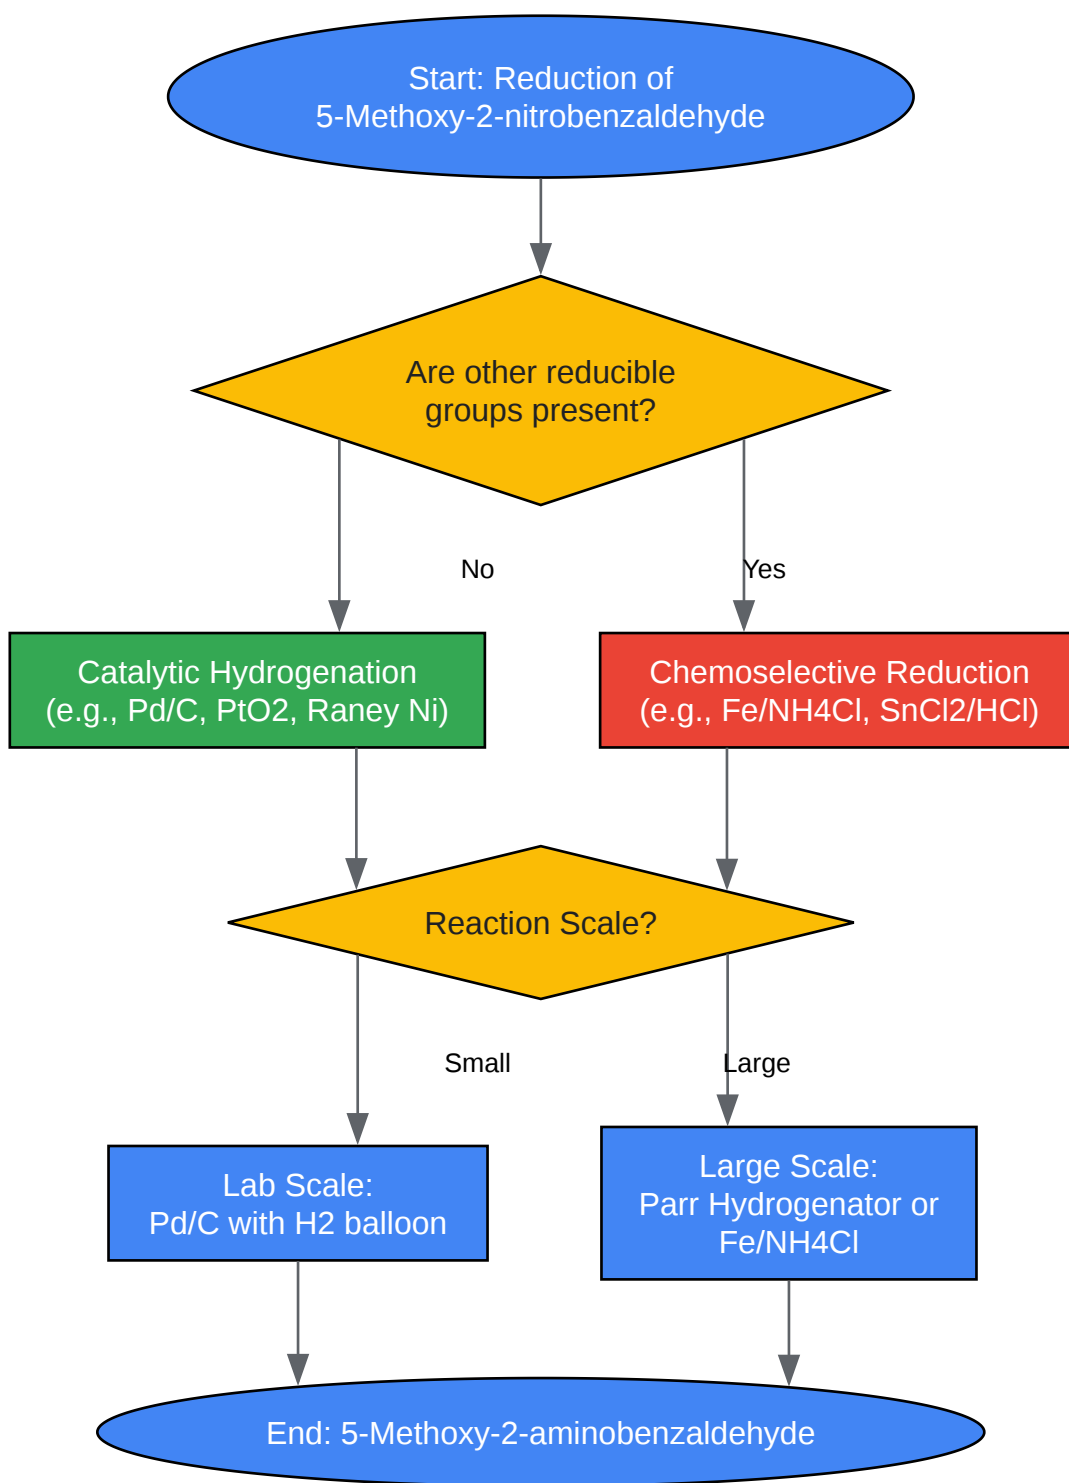 Start: Reduction of
5-Methoxy-2-nitrobenzaldehyde
Are other reducible
groups present?
No
Yes
Catalytic Hydrogenation
(e.g., Pd/C, PtO2, Raney Ni)
Chemoselective Reduction
(e.g., Fe/NH4Cl, SnCl2/HCl)
Reaction Scale?
Small
Large
Lab Scale:
Pd/C with H2 balloon
Large Scale:
Parr Hydrogenator or
Fe/NH4Cl
End: 5-Methoxy-2-aminobenzaldehyde